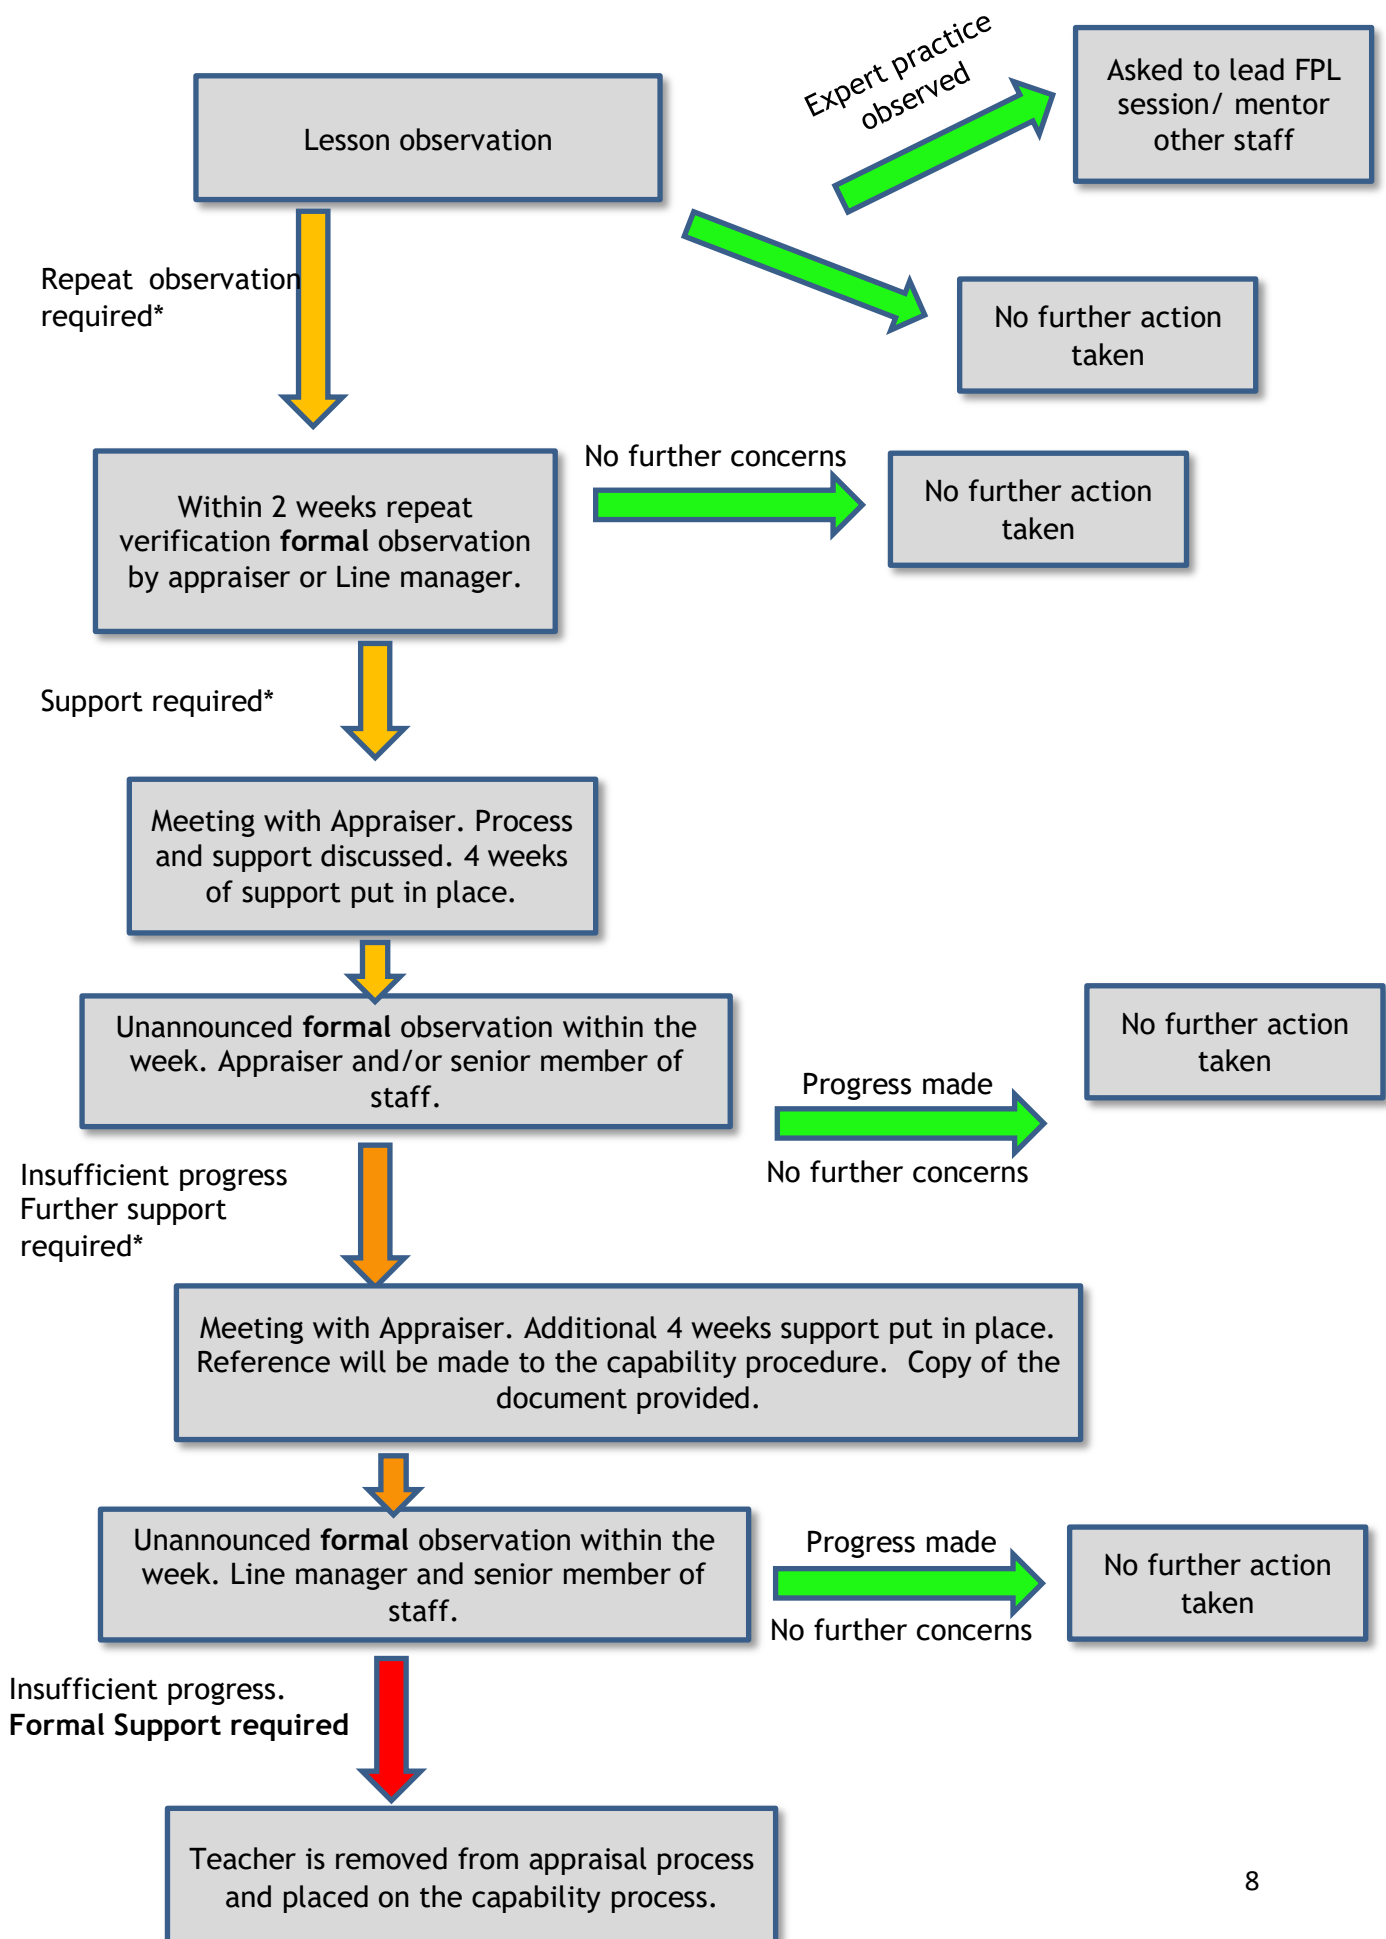 Expert practice
observed
Asked to lead FPL
session/ mentor
other staff
Lesson observation
Repeat observation
required*
No further action
taken
No further concerns
No further action
taken
Within 2 weeks repeat
verification formal observation
by appraiser or Line manager.
Support required*
Meeting with Appraiser. Process
and support discussed. 4 weeks
of support put in place.
Unannounced formal observation within the
week. Appraiser and/or senior member of
staff.
Progress made
No further concerns
No further action
taken
Insufficient progress
Further support
required*
Meeting with Appraiser. Additional 4 weeks support put in place.
Reference will be made to the capability procedure. Copy of the
document provided.
Unannounced formal observation within the
week. Line manager and senior member of
staff.
Progress made
No further concerns
No further action
taken
Insufficient progress.
Formal Support required
Teacher is removed from appraisal process
and placed on the capability process.
8